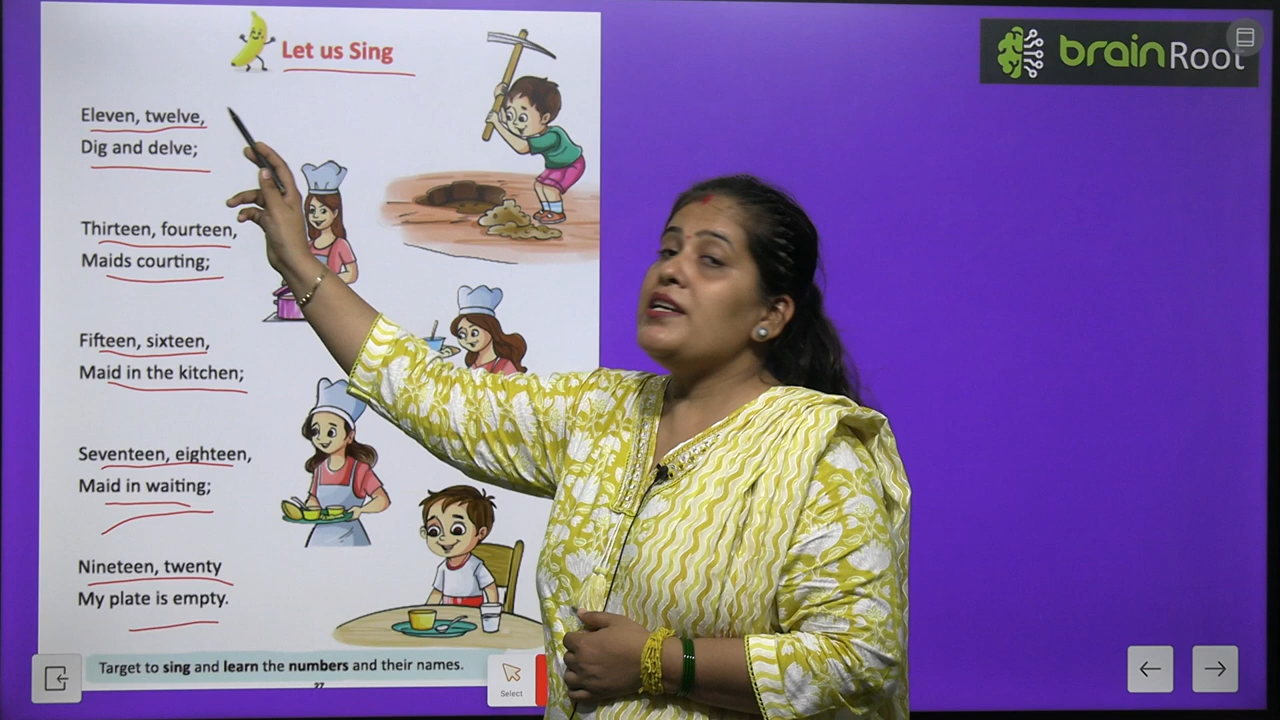 Let us Sing
brainRoot
Eleven, twelve,
Dig and delve;
Thirteen, fourteen,
Maids courting;
Fifteen, sixteen,
Maid in the kitchen;
Seventeen, eighteen,
Maid in waiting;
Nineteen, twenty
My plate is empty.
Target to sing and learn the numbers and their names.
27
Select